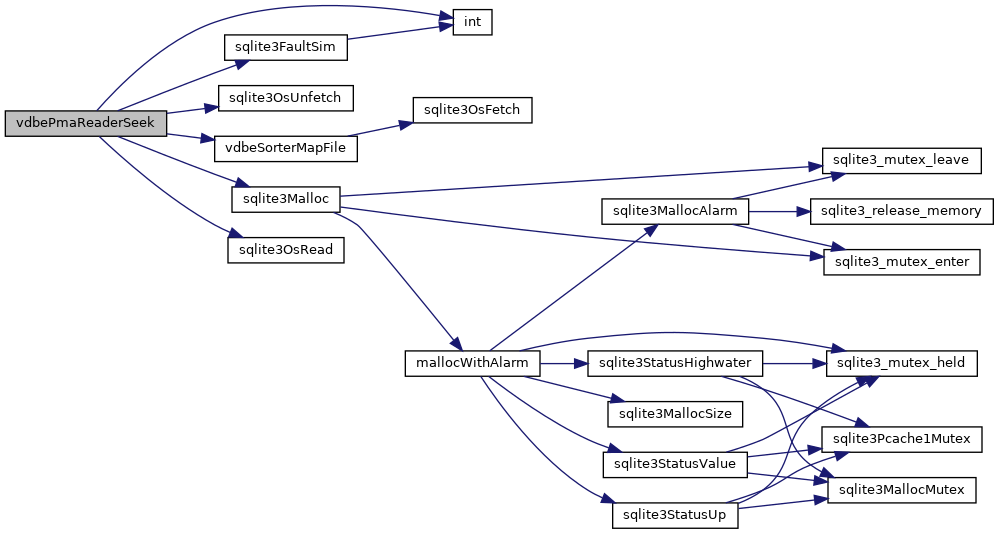 int
sqlite3FaultSim
sqlite3OsUnfetch
sqlite3OsFetch
vdbePmaReaderSeek
vdbeSorterMapFile
sqlite3_mutex_leave
sqlite3Malloc
sqlite3MallocAlarm
sqlite3_release_memory
sqlite3OsRead
sqlite3_mutex_enter
mallocWithAlarm
sqlite3StatusHighwater
sqlite3_mutex_held
sqlite3MallocSize
sqlite3Pcache1Mutex
sqlite3StatusValue
sqlite3MallocMutex
sqlite3StatusUp